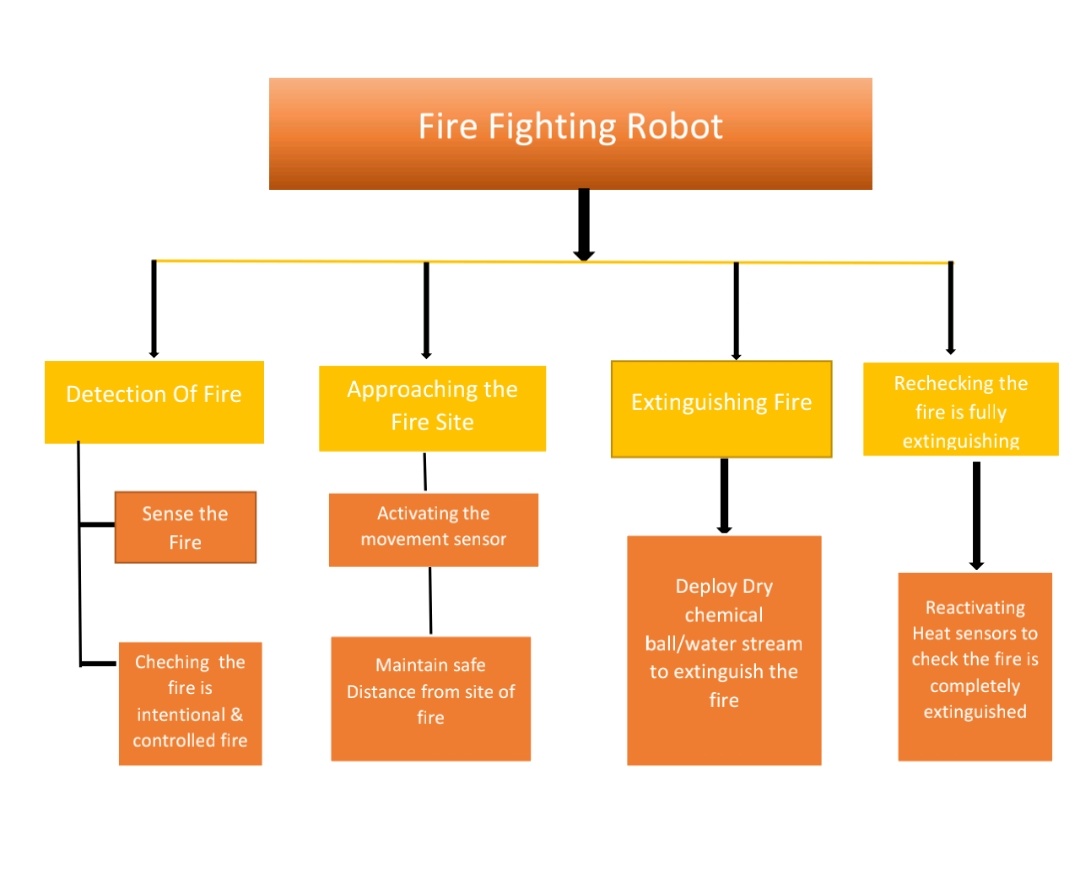 Fire Fighting Robot
Detection Of Fire
Sense the
Fire
Cheching the
fire is
intentional &
controlled fire
Approaching the
Fire Site
Activating the
movement sensor
Maintain safe
Distance from site of
fire
Extinguishing Fire
Deploy Dry
chemical
ball/water stream
to extinguish the
fire
Rechecking the
fire is fully
extinguishing
Reactivating
Heat sensors to
check the fire is
completely
extinguished